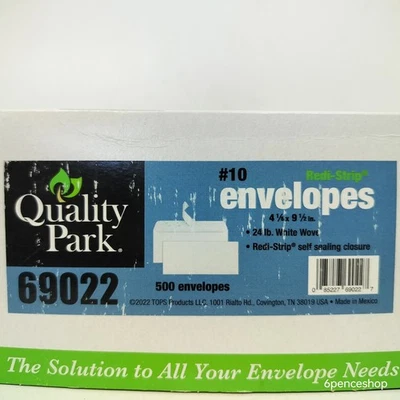 Quality
Park®
69022
#10
Redi-Strip®
envelopes
4 1/8 x 9 1/2 in.
• 24 lb. White Wove
• Redi-Strip® self sealing closure
500 envelopes
0 85227 69022 7
©2022 TOPS Products LLC, 1001 Rialto Rd., Covington, TN 38019 USA • Made in Mexico
The Solution to All Your Envelope Needs
6penceshop